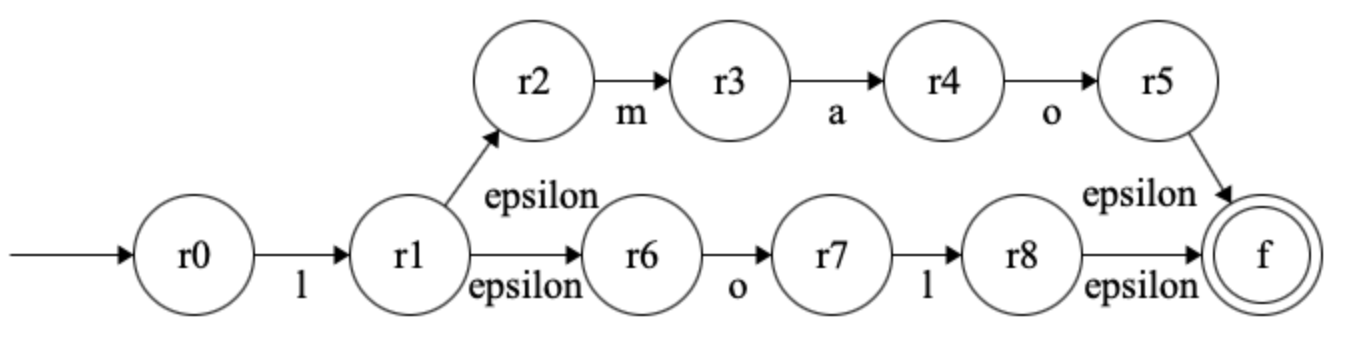 r2 r3 r4 r5
m a o
epsilon epsilon
r0 r1 r6 r7 r8 f
l epsilon o l epsilon